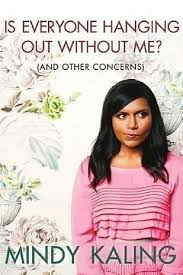 IS EVERYONE HANGING
OUT WITHOUT ME?
(AND OTHER CONCERNS)
MINDY KALING